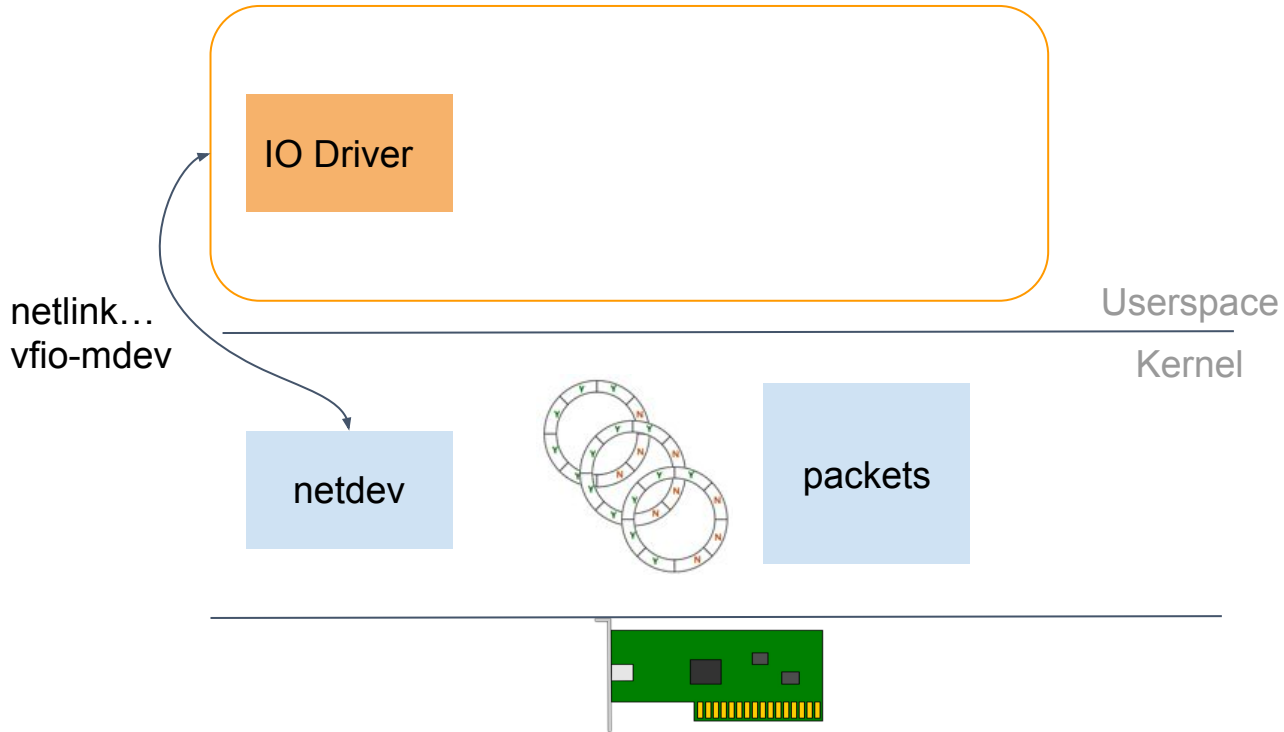 IO Driver
netlink…
vfio-mdev
Userspace
Kernel
netdev
Y Y Y Y Y N N N
Y Y Y Y Y N N N
Y Y Y Y N N N N
packets